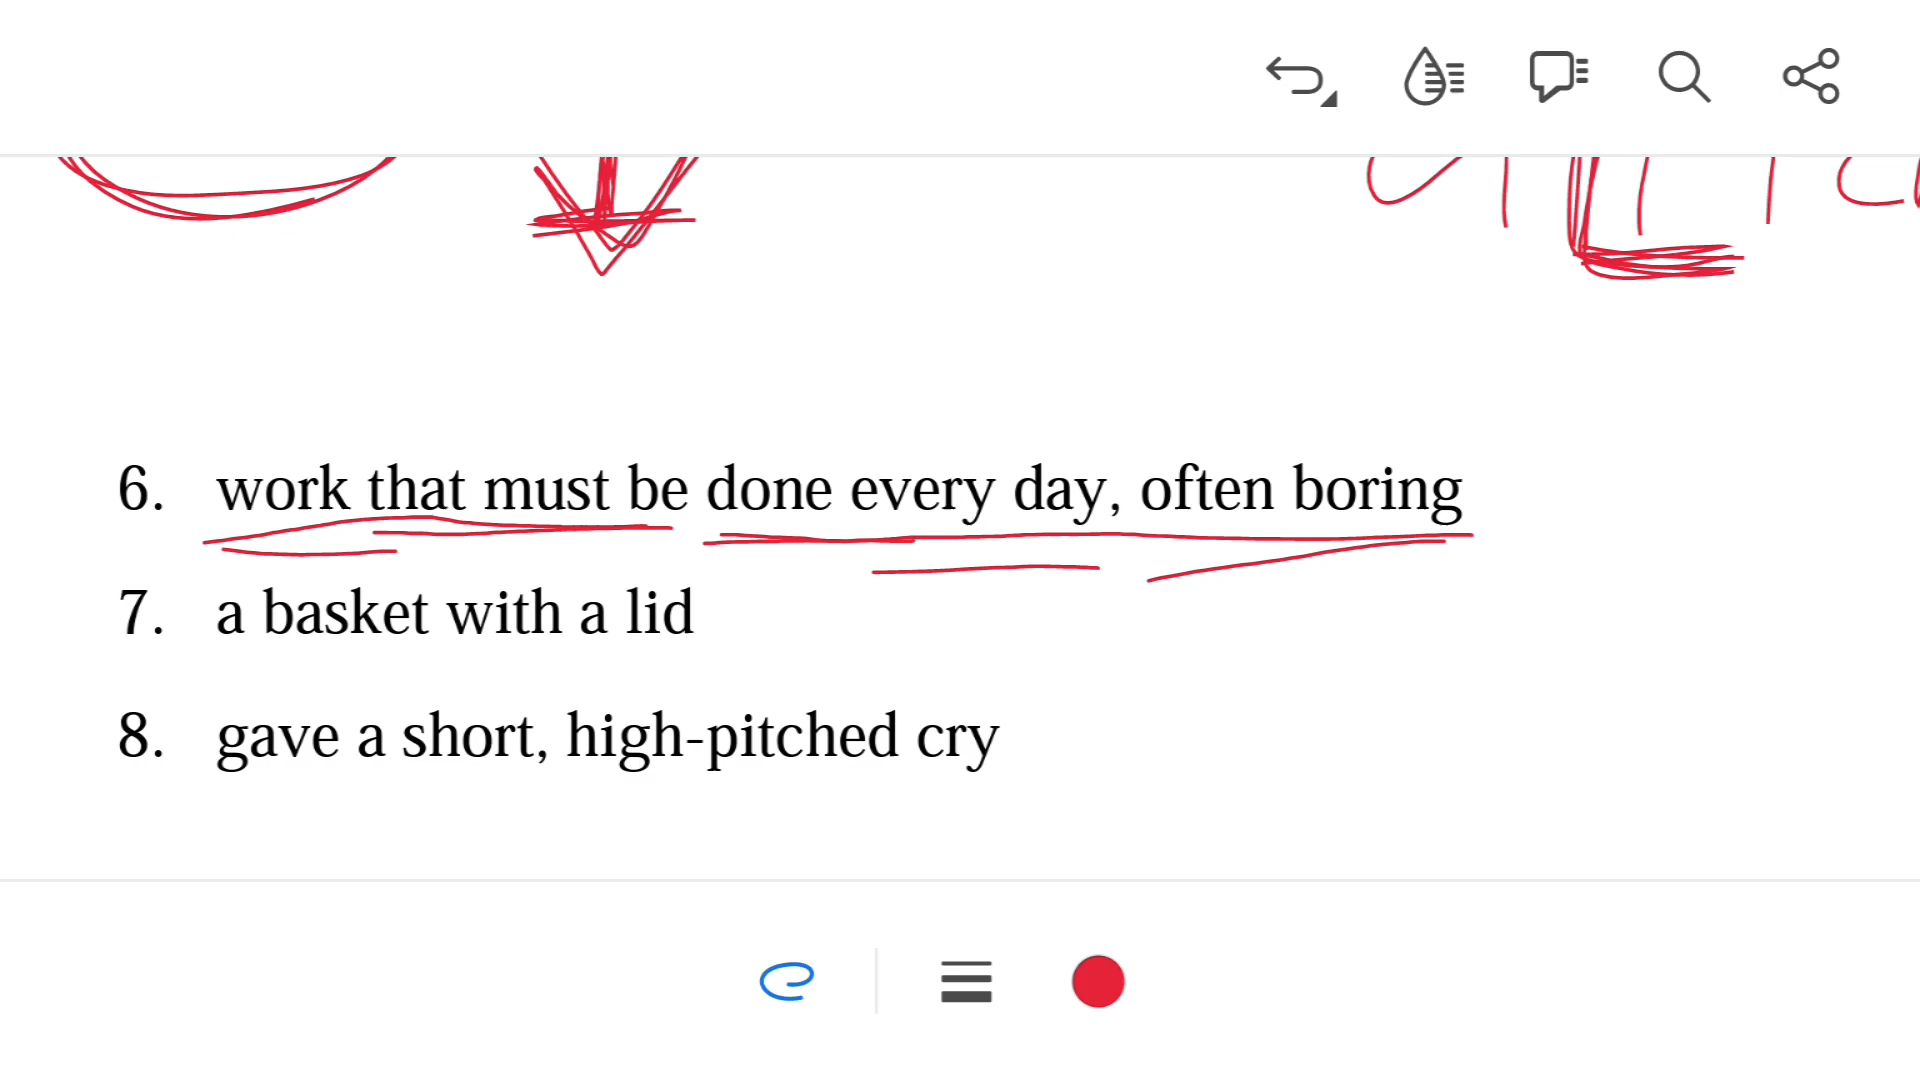 6. work that must be done every day, often boring
7. a basket with a lid
8. gave a short, high-pitched cry